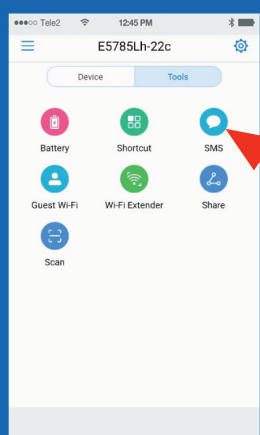 Tele2 12:45 PM
E5785Lh-22c
Device Tools
Battery Shortcut SMS
Guest Wi-Fi Wi-Fi Extender Share
Scan